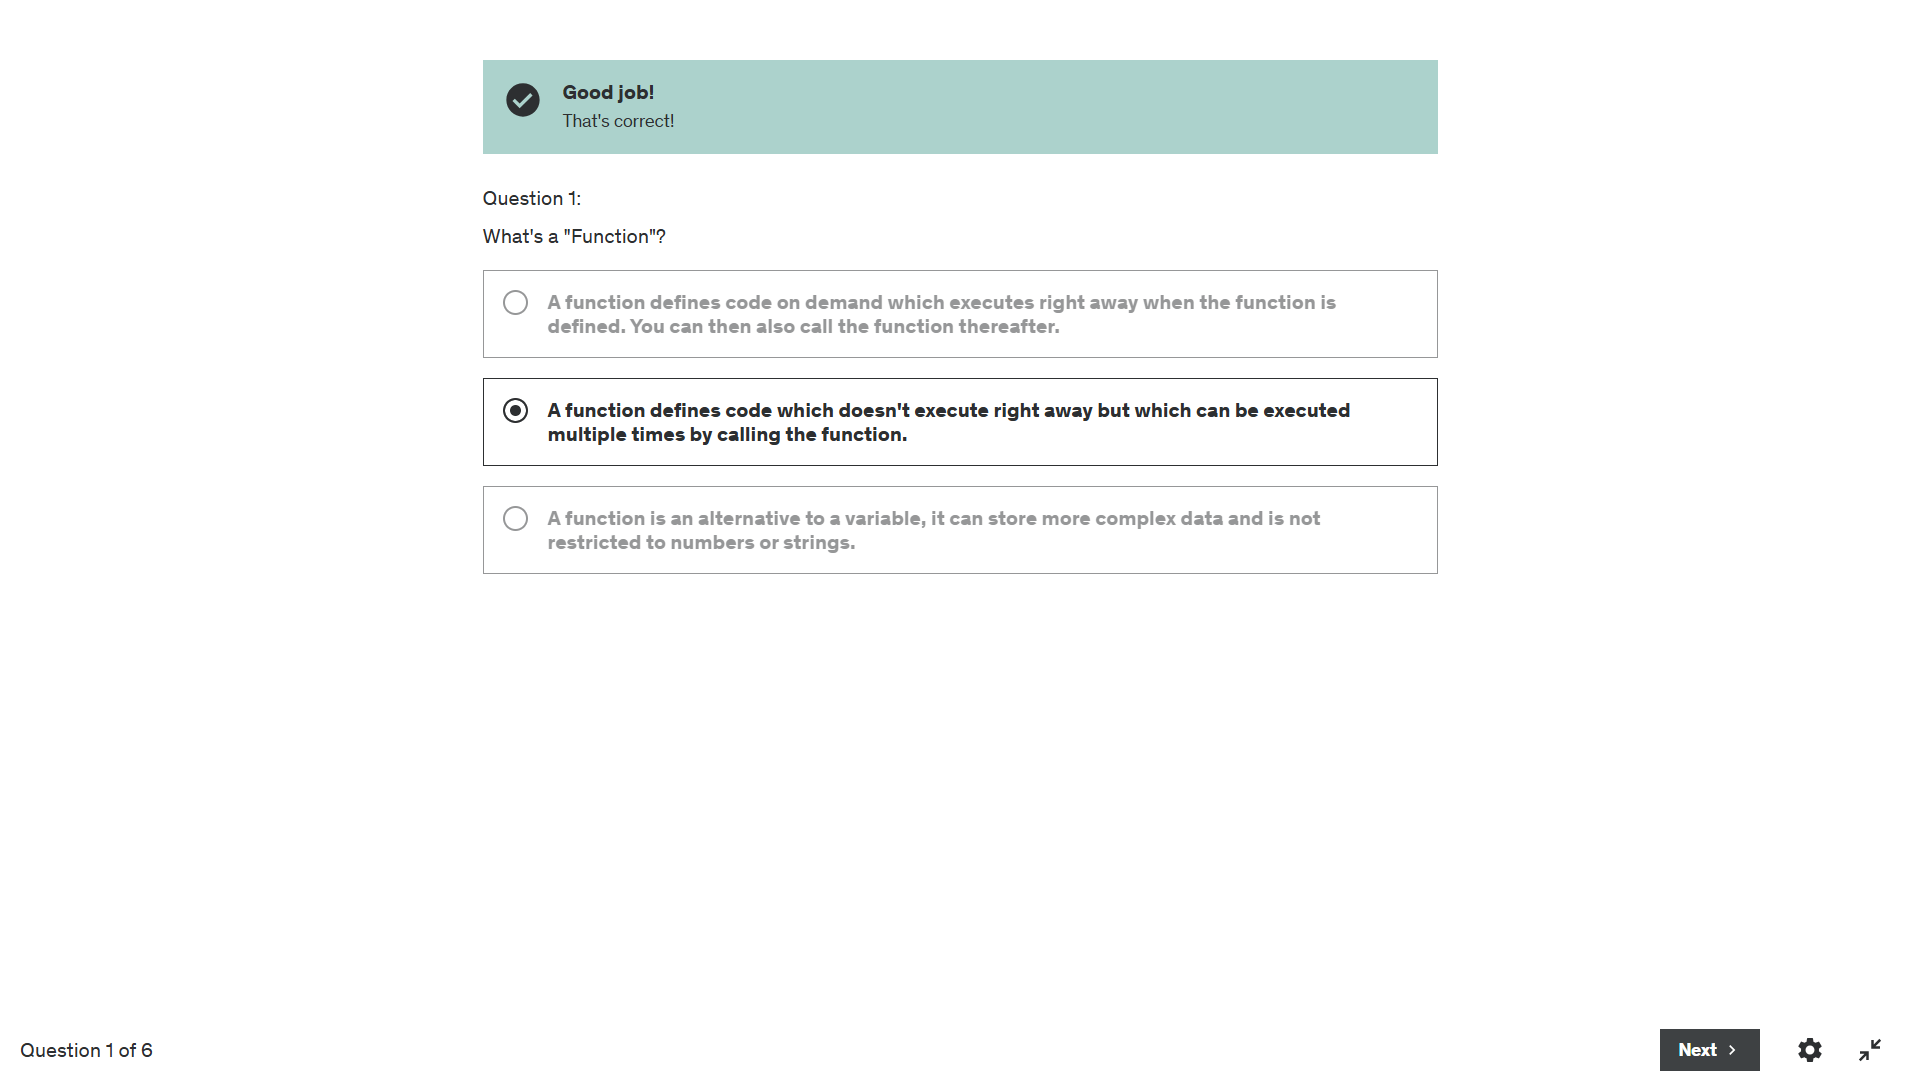 Good job!
That's correct!
Question 1:
What's a "Function"?
A function defines code on demand which executes right away when the function is
defined. You can then also call the function thereafter.
A function defines code which doesn't execute right away but which can be executed
multiple times by calling the function.
A function is an alternative to a variable, it can store more complex data and is not
restricted to numbers or strings.
Question 1 of 6
Next